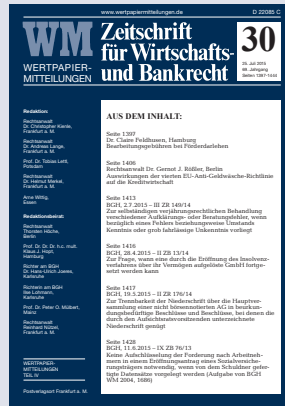 www.wertpapiermitteilungen.de
D 22085 C
WM
WERTPAPIER-
MITTEILUNGEN
Zeitschrift
für Wirtschafts-
und Bankrecht
30
25. Juli 2015
69. Jahrgang
Seiten 1397-1444
Redaktion:
Rechtsanwalt
Dr. Christopher Kienle,
Frankfurt a. M.
Rechtsanwalt
Dr. Andreas Lange,
Frankfurt a. M.
Prof. Dr. Tobias Lettl,
Potsdam
Rechtsanwalt
Dr. Helmut Merkel,
Frankfurt a. M.
Anne Wittig,
Essen
Redaktionsbeirat:
Rechtsanwalt
Thorsten Höche,
Berlin
Prof. Dr. Dr. Dr. h.c. mult.
Klaus J. Hopt,
Hamburg
Richter am BGH
Dr. Hans-Ulrich Joeres,
Karlsruhe
Richterin am BGH
Ilse Lohmann,
Karlsruhe
Prof. Dr. Peter O. Mülbert,
Mainz
Rechtsanwalt
Reinhard Nützel,
Frankfurt a. M.
WERTPAPIER-
MITTEILUNGEN
TEIL IV
Postverlagsort Frankfurt a. M.
AUS DEM INHALT:
Seite 1397
Dr. Claire Feldhusen, Hamburg
Bearbeitungsgebühren bei Förderdarlehen
Seite 1406
Rechtsanwalt Dr. Gernot J. Rößler, Berlin
Auswirkungen der vierten EU-Anti-Geldwäsche-Richtlinie
auf die Kreditwirtschaft
Seite 1413
BGH, 2.7.2015 – III ZR 149/14
Zur selbständigen verjährungsrechtlichen Behandlung
verschiedener Aufklärungs- oder Beratungsfehler, wenn
bezüglich eines Fehlers beziehungsweise Umstands
Kenntnis oder grob fahrlässige Unkenntnis vorliegt
Seite 1416
BGH, 28.4.2015 – II ZB 13/14
Zur Frage, wann eine durch die Eröffnung des Insolvenz-
verfahrens über ihr Vermögen aufgelöste GmbH fortge-
setzt werden kann
Seite 1417
BGH, 19.5.2015 – II ZR 176/14
Zur Trennbarkeit der Niederschrift über die Hauptver-
sammlung einer nicht börsennotierten AG in beurkun-
dungsbedürftige Beschlüsse und Beschlüsse, bei denen die
durch den Aufsichtsratsvorsitzenden unterzeichnete
Niederschrift genügt
Seite 1428
BGH, 11.6.2015 – IX ZB 76/13
Keine Aufschlüsselung der Forderung nach Arbeitneh-
mern in einem Eröffnungsantrag eines Sozialversiche-
rungsträgers notwendig, wenn von dem Schuldner gefer-
tigte Datensätze vorgelegt werden (Aufgabe von BGH
WM 2004, 1686)